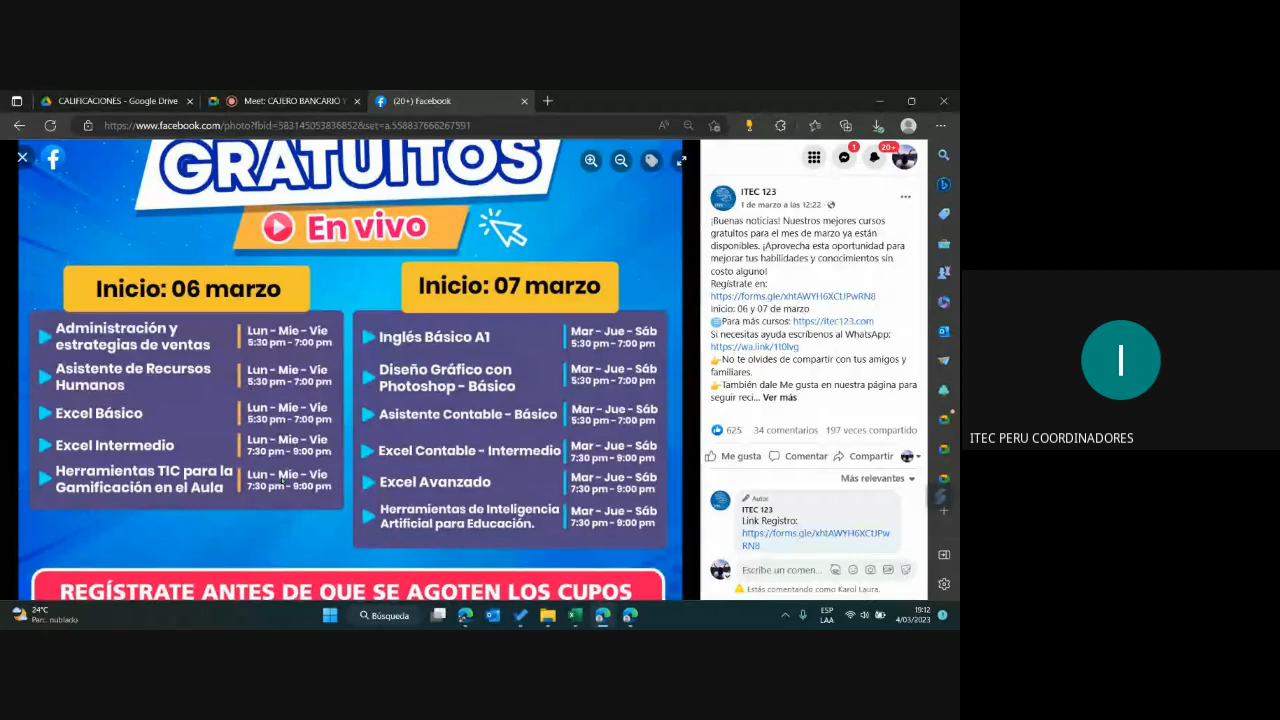 CALIFICACIONES - Google Drive
Meet: CAJERO BANCARIO Y
(20+) Facebook
https://www.facebook.com/photo?fbid=583145053836852&set=a.558837666267591
GRATUITOS
En vivo
Inicio: 06 marzo
Administración y
estrategias de ventas
Lun - Mie - Vie
5:30 pm - 7:00 pm
Asistente de Recursos
Humanos
Lun - Mie - Vie
5:30 pm - 7:00 pm
Excel Básico
Lun - Mie - Vie
5:30 pm - 7:00 pm
Excel Intermedio
Lun - Mie - Vie
7:30 pm - 9:00 pm
Herramientas TIC para la
Gamificación en el Aula
Lun - Mie - Vie
7:30 pm - 9:00 pm
Inicio: 07 marzo
Inglés Básico A1
Mar - Jue - Sáb
5:30 pm - 7:00 pm
Diseño Gráfico con
Photoshop - Básico
Mar - Jue - Sáb
5:30 pm - 7:00 pm
Asistente Contable - Básico
Mar - Jue - Sáb
5:30 pm - 7:00 pm
Excel Contable - Intermedio
Mar - Jue - Sáb
7:30 pm - 9:00 pm
Excel Avanzado
Mar - Jue - Sáb
7:30 pm - 9:00 pm
Herramientas de Inteligencia
Artificial para Educación.
Mar - Jue - Sáb
7:30 pm - 9:00 pm
REGÍSTRATE ANTES DE QUE SE AGOTEN LOS CUPOS
1
20+
ITEC 123
1 de marzo a las 12:22
¡Buenas noticias! Nuestros mejores cursos
gratuitos para el mes de marzo ya están
disponibles. ¡Aprovecha esta oportunidad para
mejorar tus habilidades y conocimientos sin
costo alguno!
Regístrate en:
https://forms.gle/xhtAWYH6XCtJPwRN8
Inicio: 06 y 07 de marzo
Para más cursos: https://itec123.com
Si necesitas ayuda escríbenos al WhatsApp:
https://wa.link/1t0lvg
No te olvides de compartir con tus amigos y
familiares.
También dale Me gusta en nuestra página para
seguir reci... Ver más
625
34 comentarios
197 veces compartido
Me gusta
Comentar
Compartir
Más relevantes
Autor
ITEC 123
Link Registro:
https://forms.gle/xhtAWYH6XCtJPw
RN8
Escribe un comen...
Estás comentando como Karol Laura.
24°C
Parc. nublado
Búsqueda
ESP
LAA
19:12
4/03/2023
I
ITEC PERU COORDINADORES